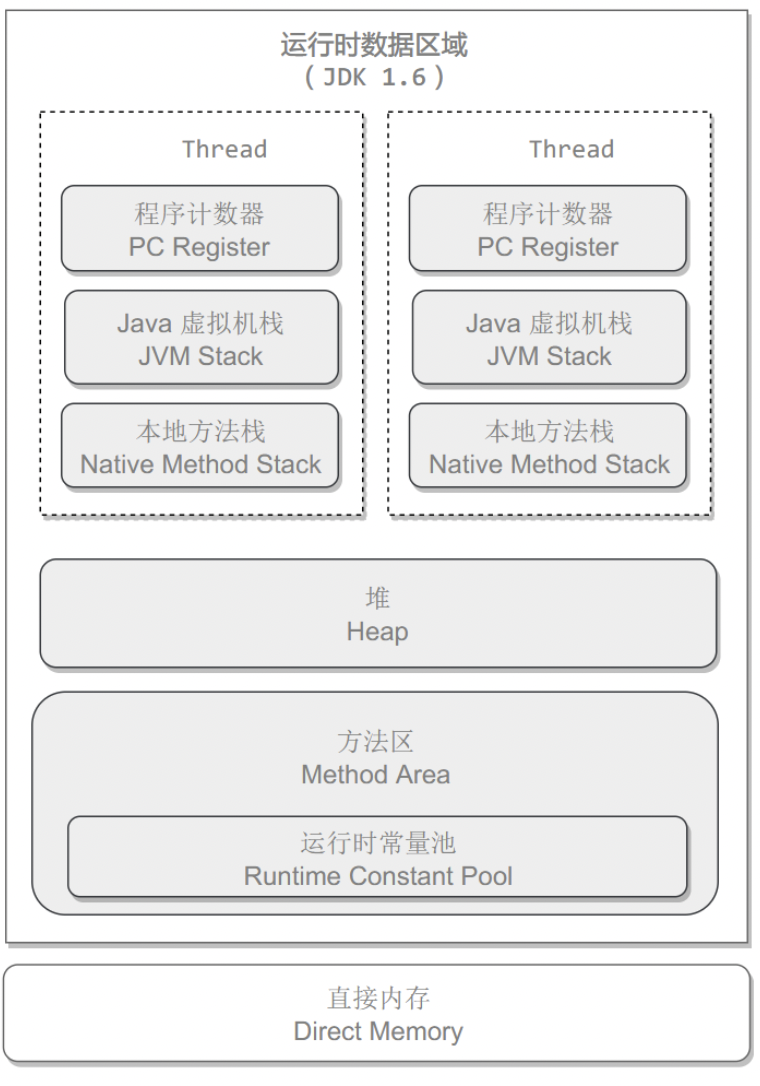 运行时数据区域
( JDK 1.6 )
Thread
程序计数器
PC Register
Java 虚拟机栈
JVM Stack
本地方法栈
Native Method Stack
Thread
程序计数器
PC Register
Java 虚拟机栈
JVM Stack
本地方法栈
Native Method Stack
堆
Heap
方法区
Method Area
运行时常量池
Runtime Constant Pool
直接内存
Direct Memory